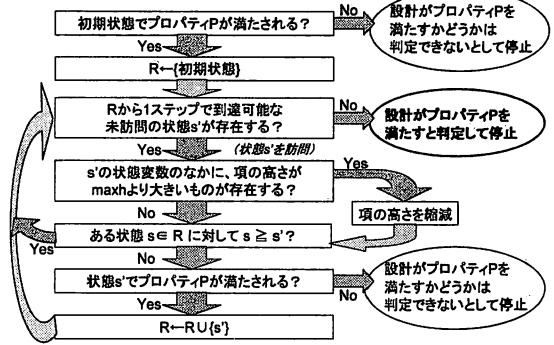 初期状態でプロパティPが満たされる？
No
設計がプロパティPを
満たすかどうかは
判定できないとして停止
Yes
R←{初期状態}
Rから1ステップで到達可能な
未訪問の状態s'が存在する？
No
設計がプロパティPを
満たすと判定して停止
Yes
(状態s'を訪問)
s'の状態変数のなかに、項の高さが
maxhより大きいものが存在する？
Yes
項の高さを縮減
No
ある状態 s∈ R に対して s ≧ s'？
Yes
No
状態s'でプロパティPが満たされる？
No
設計がプロパティPを
満たすかどうかは
判定できないとして停止
Yes
R←R∪{s'}